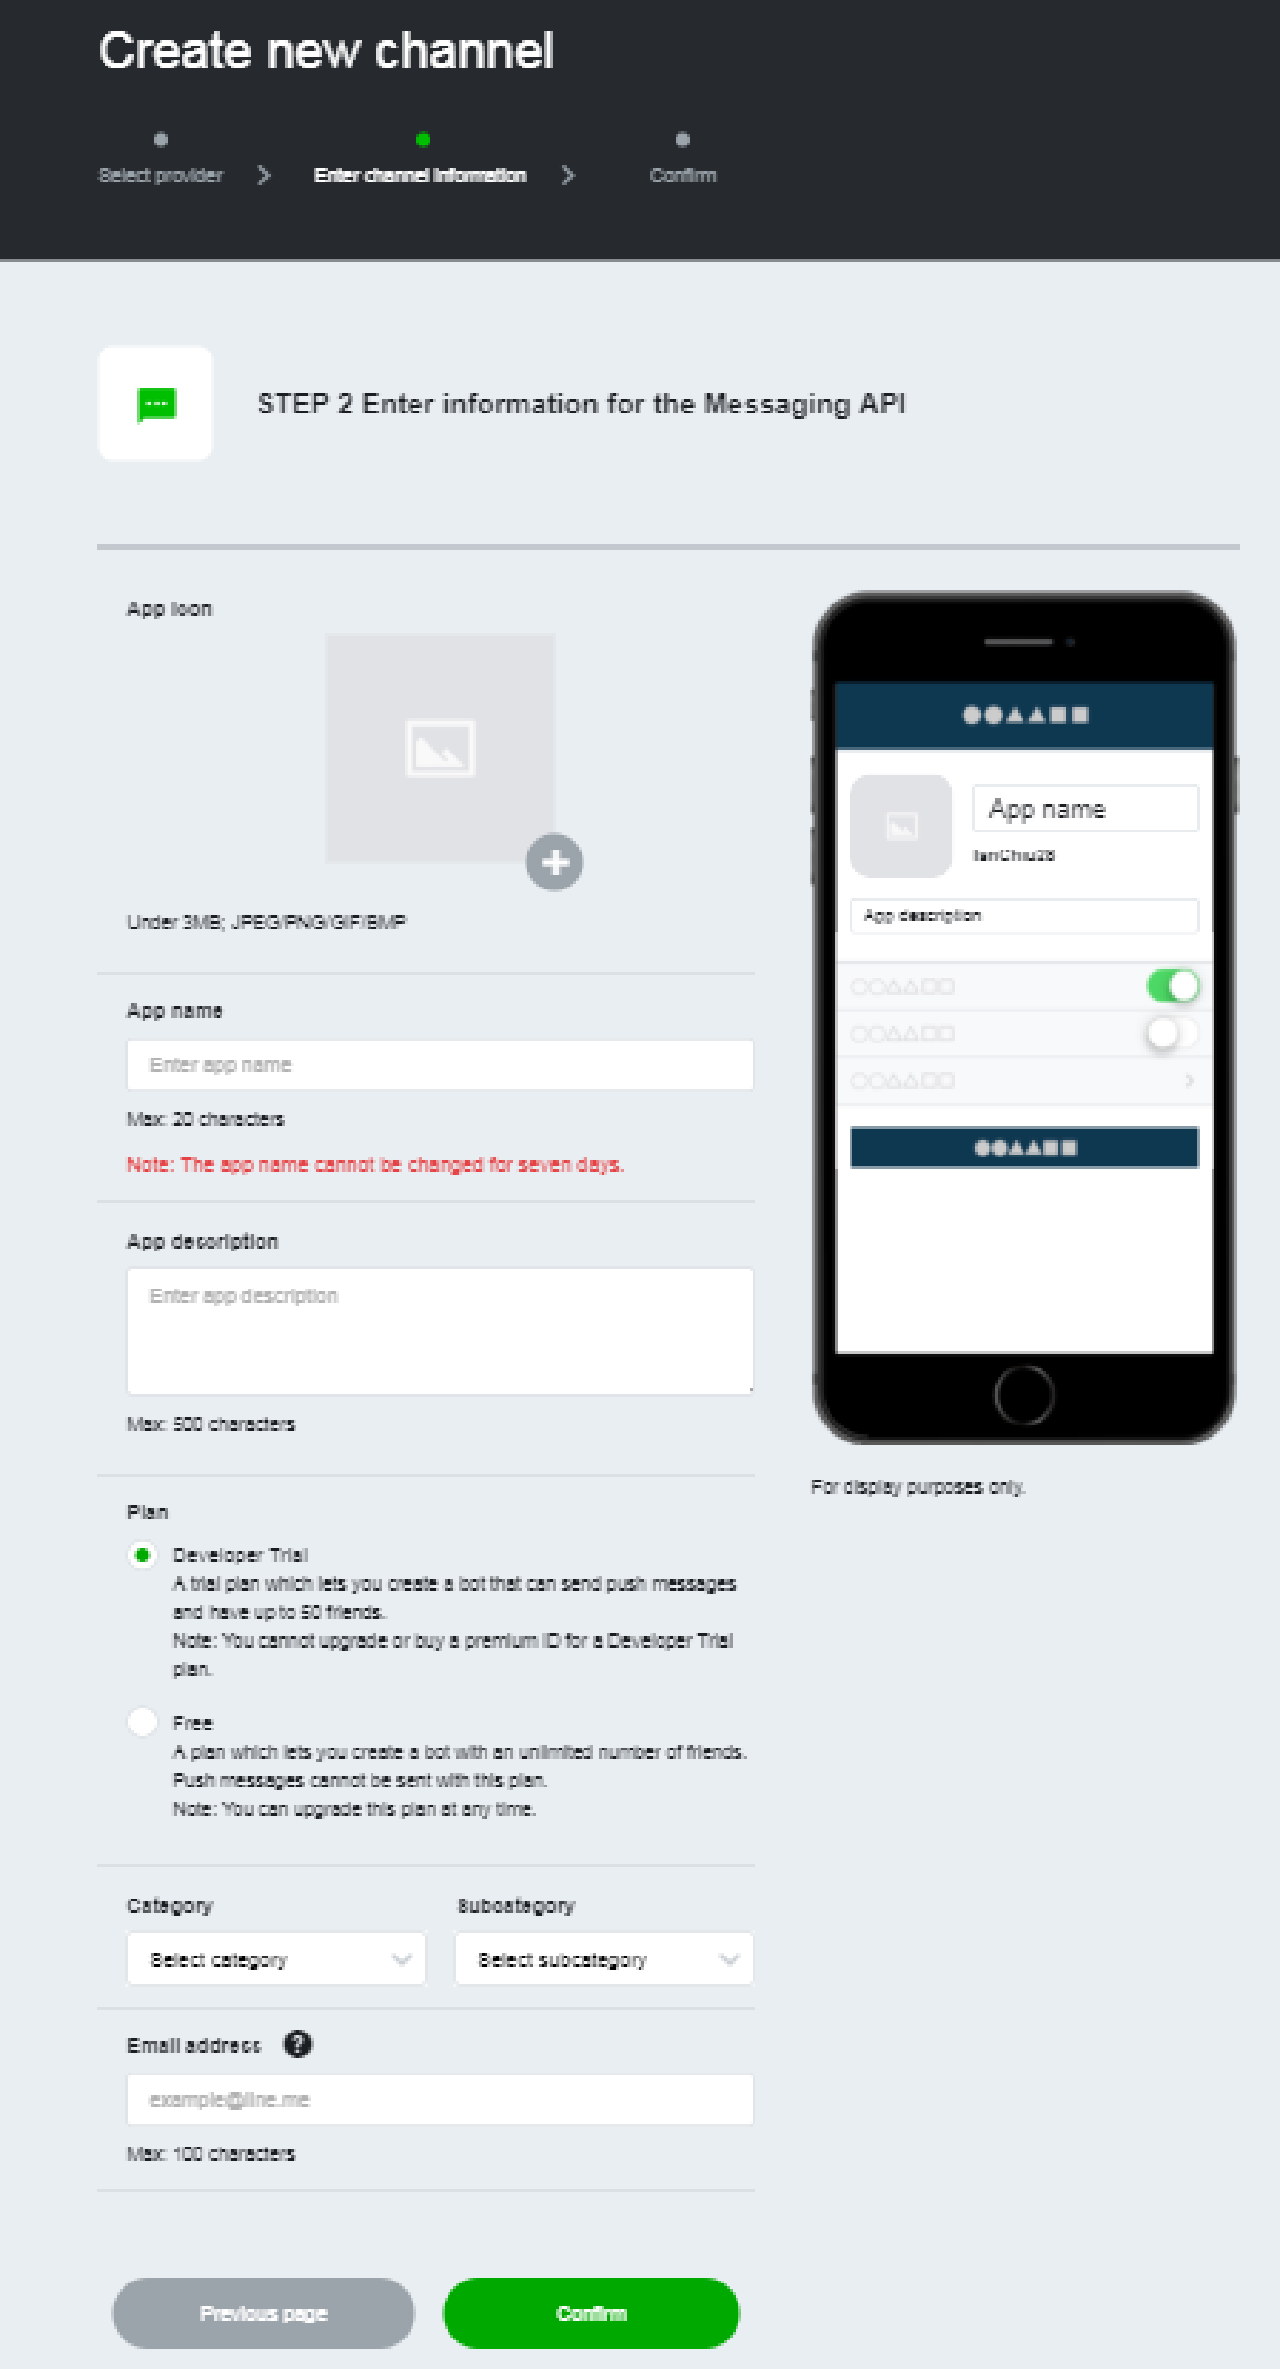 Create new channel
Select provider
Enter channel information
Confirm
STEP 2 Enter information for the Messaging API
App icon
Under 3MB; JPEG/PNG/GIF/BMP
App name
Enter app name
Max: 20 characters
Note: The app name cannot be changed for seven days.
App description
Enter app description
Max: 500 characters
Plan
Developer Trial
A trial plan which lets you create a bot that can send push messages
and have up to 50 friends.
Note: You cannot upgrade or buy a premium ID for a Developer Trial
plan.
Free
A plan which lets you create a bot with an unlimited number of friends.
Push messages cannot be sent with this plan.
Note: You can upgrade this plan at any time.
Category
Subcategory
Select category
Select subcategory
Email address
example@line.me
Max: 100 characters
Previous page
Confirm
App name
App description
For display purposes only.